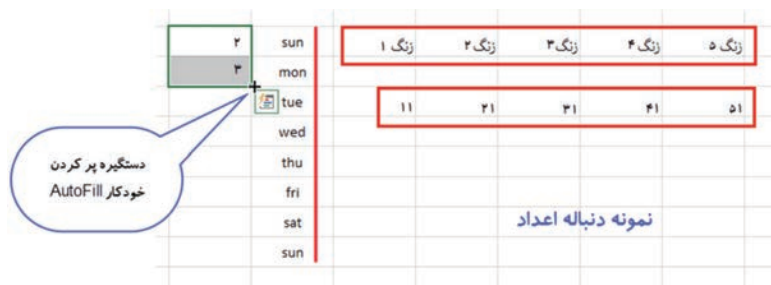 ۲ sun زنگ ۱ زنگ ۲ زنگ ۳ زنگ ۴ زنگ ۵
۳ mon
tue ۱۱ ۲۱ ۳۱ ۴۱ ۵۱
wed
دستگیره پر کردن
خودکار AutoFill
thu
fri
sat
نمونه دنباله اعداد
sun